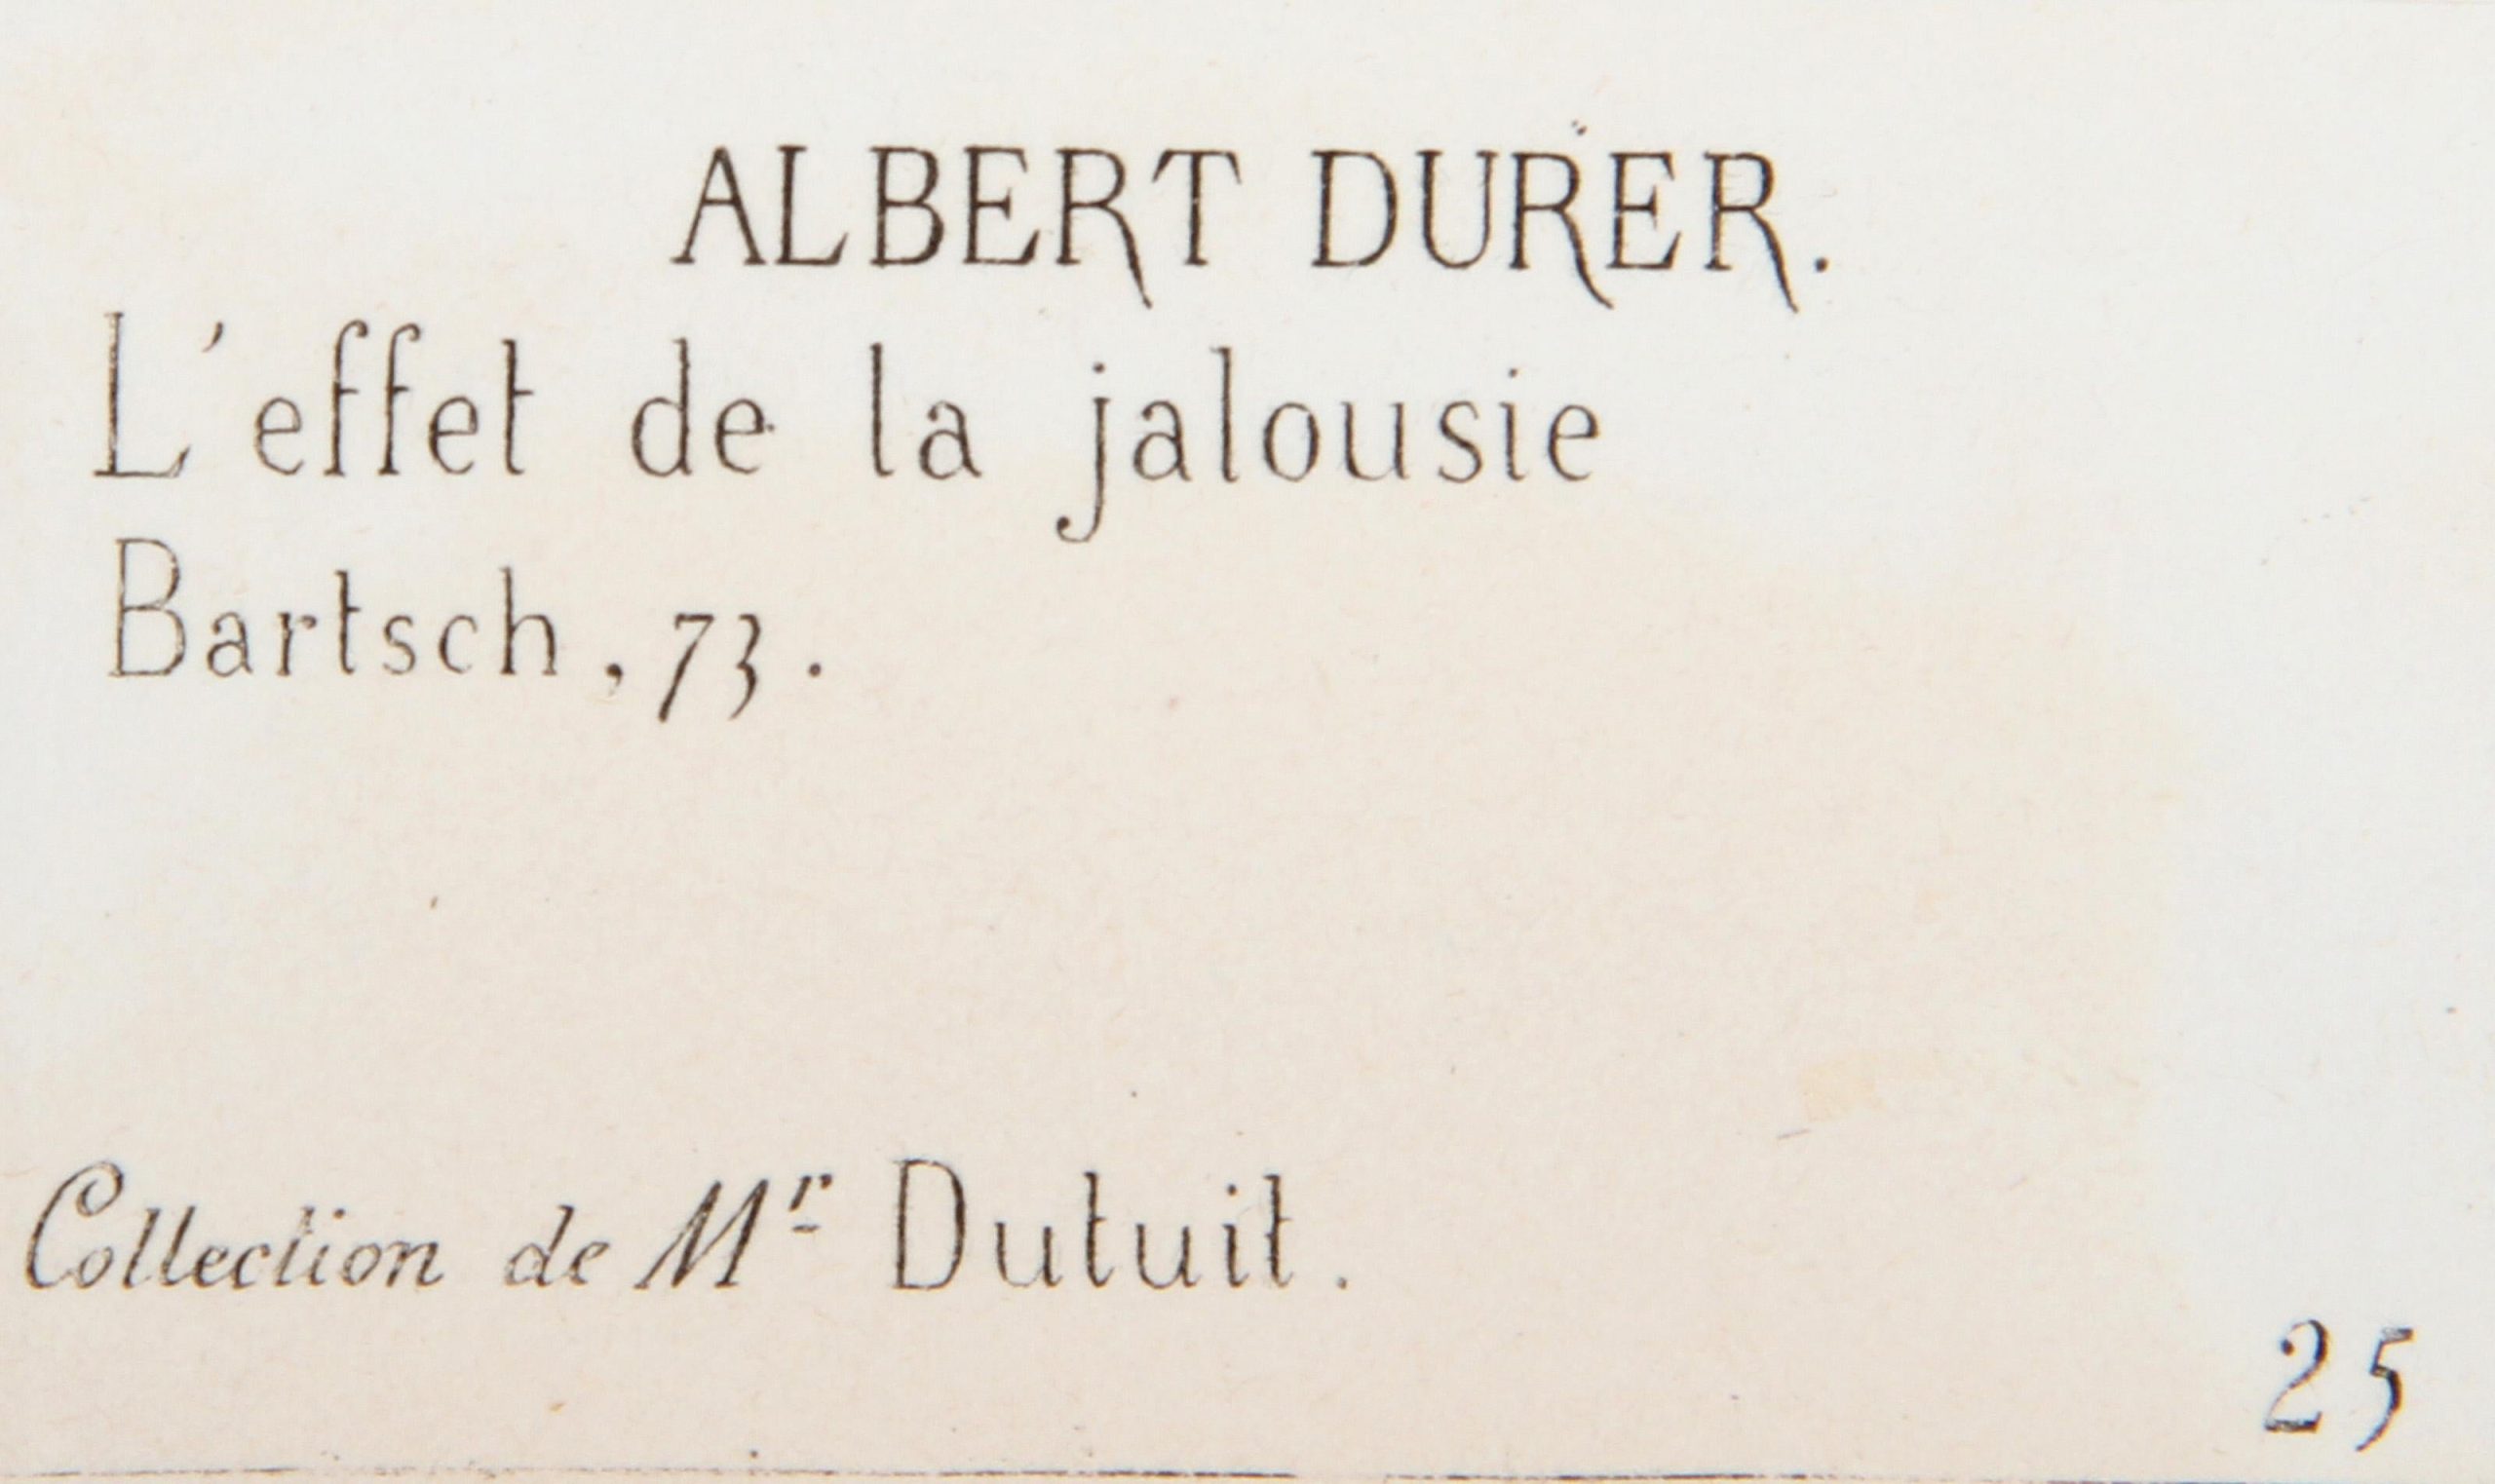 ALBERT DURER.
L'effet de la jalousie
Bartsch, 73.
Collection de Mr Dutuit.
25